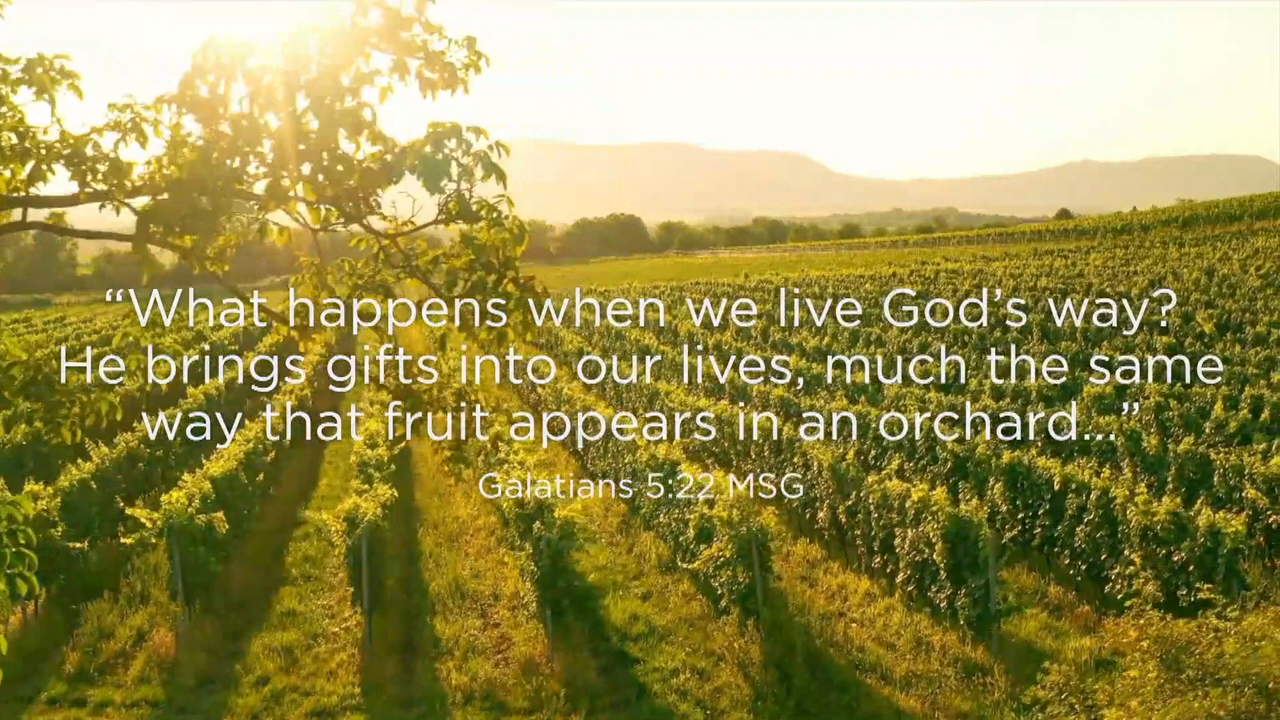 “What happens when we live God’s way?
He brings gifts into our lives, much the same
way that fruit appears in an orchard...”
Galatians 5:22 MSG